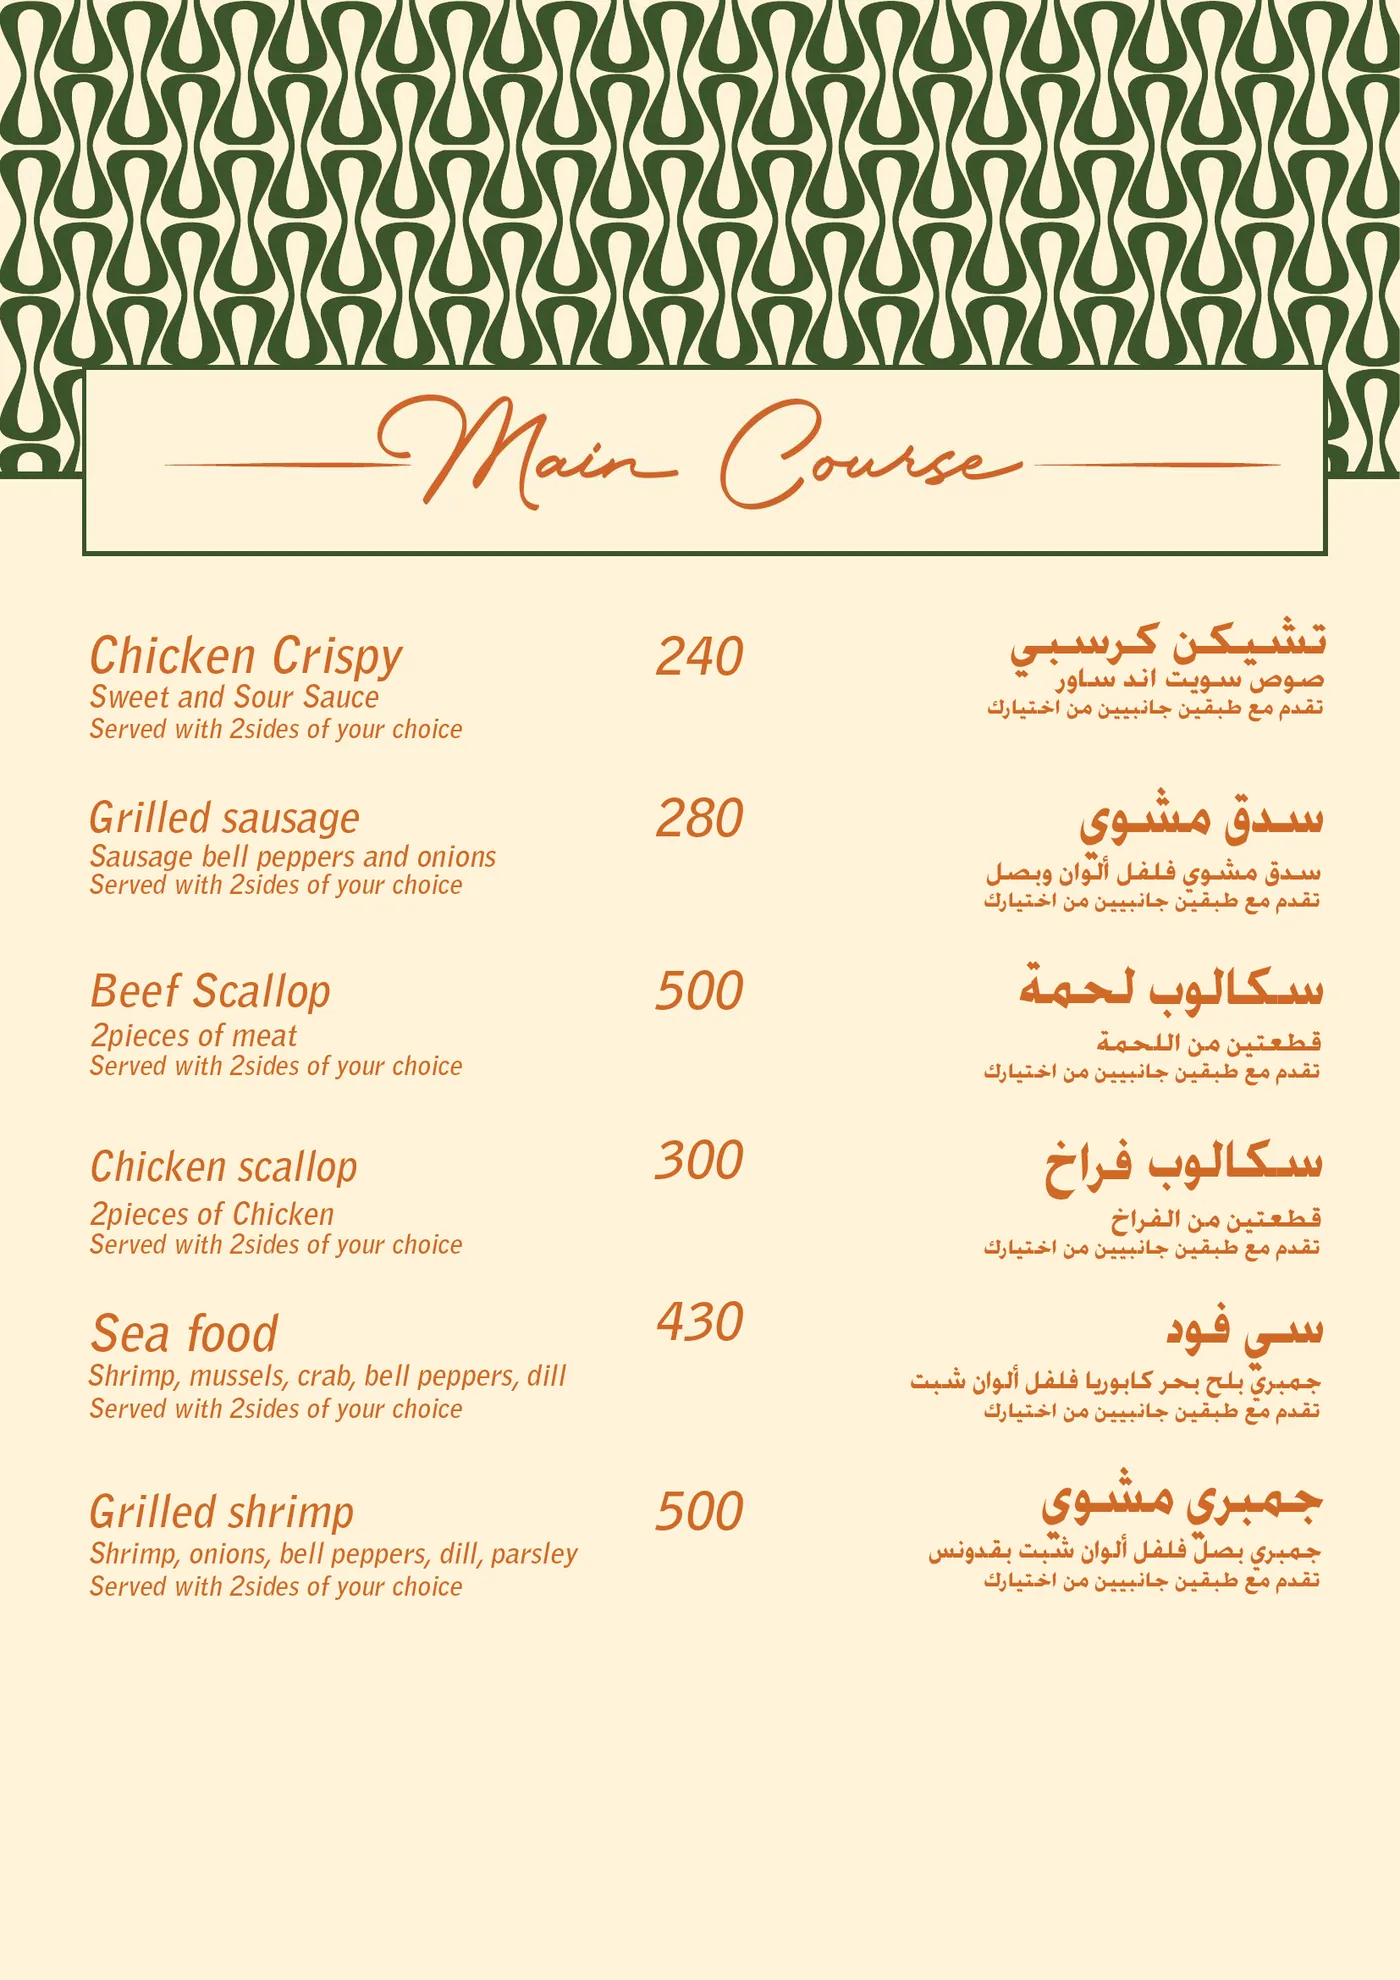 Main Course
Chicken Crispy 240 تشيكن كرسبي
Sweet and Sour Sauce صوص سويت اند ساور
Served with 2sides of your choice تقدم مع طبقين جانبيين من اختيارك
Grilled sausage 280 سدق مشوي
Sausage bell peppers and onions سدق مشوي فلفل ألوان وبصل
Served with 2sides of your choice تقدم مع طبقين جانبيين من اختيارك
Beef Scallop 500 سكالوب لحمة
2pieces of meat قطعتين من اللحمة
Served with 2sides of your choice تقدم مع طبقين جانبيين من اختيارك
Chicken scallop 300 سكالوب فراخ
2pieces of Chicken قطعتين من الفراخ
Served with 2sides of your choice تقدم مع طبقين جانبيين من اختيارك
Sea food 430 سي فود
Shrimp, mussels, crab, bell peppers, dill جمبري بلح بحر كابوريا فلفل ألوان شبت
Served with 2sides of your choice تقدم مع طبقين جانبيين من اختيارك
Grilled shrimp 500 جمبري مشوي
Shrimp, onions, bell peppers, dill, parsley جمبري بصل فلفل ألوان شبت بقدونس
Served with 2sides of your choice تقدم مع طبقين جانبيين من اختيارك